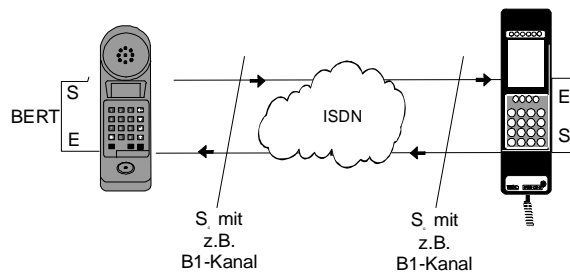 S
BERT
E
ISDN
E
S
S mit
z.B.
B1-Kanal
S mit
z.B.
B1-Kanal